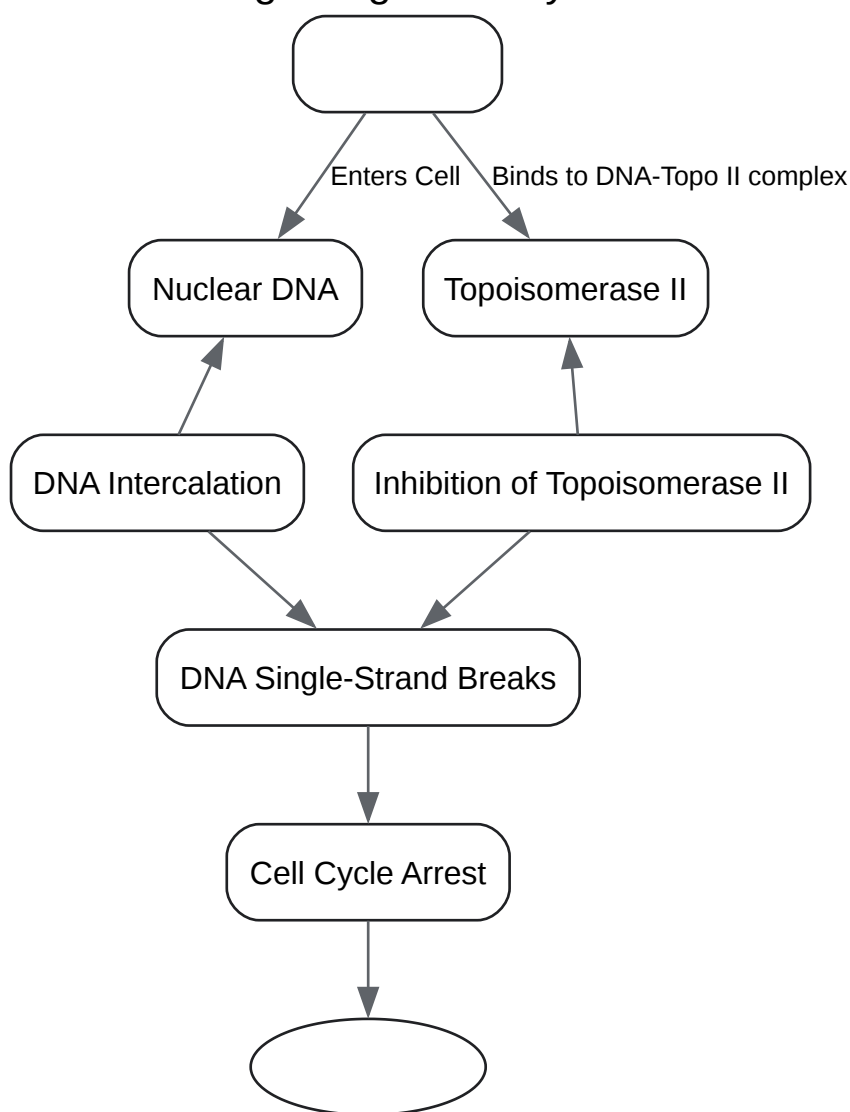 Enters Cell
Binds to DNA-Topo II complex
Nuclear DNA
Topoisomerase II
DNA Intercalation
Inhibition of Topoisomerase II
DNA Single-Strand Breaks
Cell Cycle Arrest